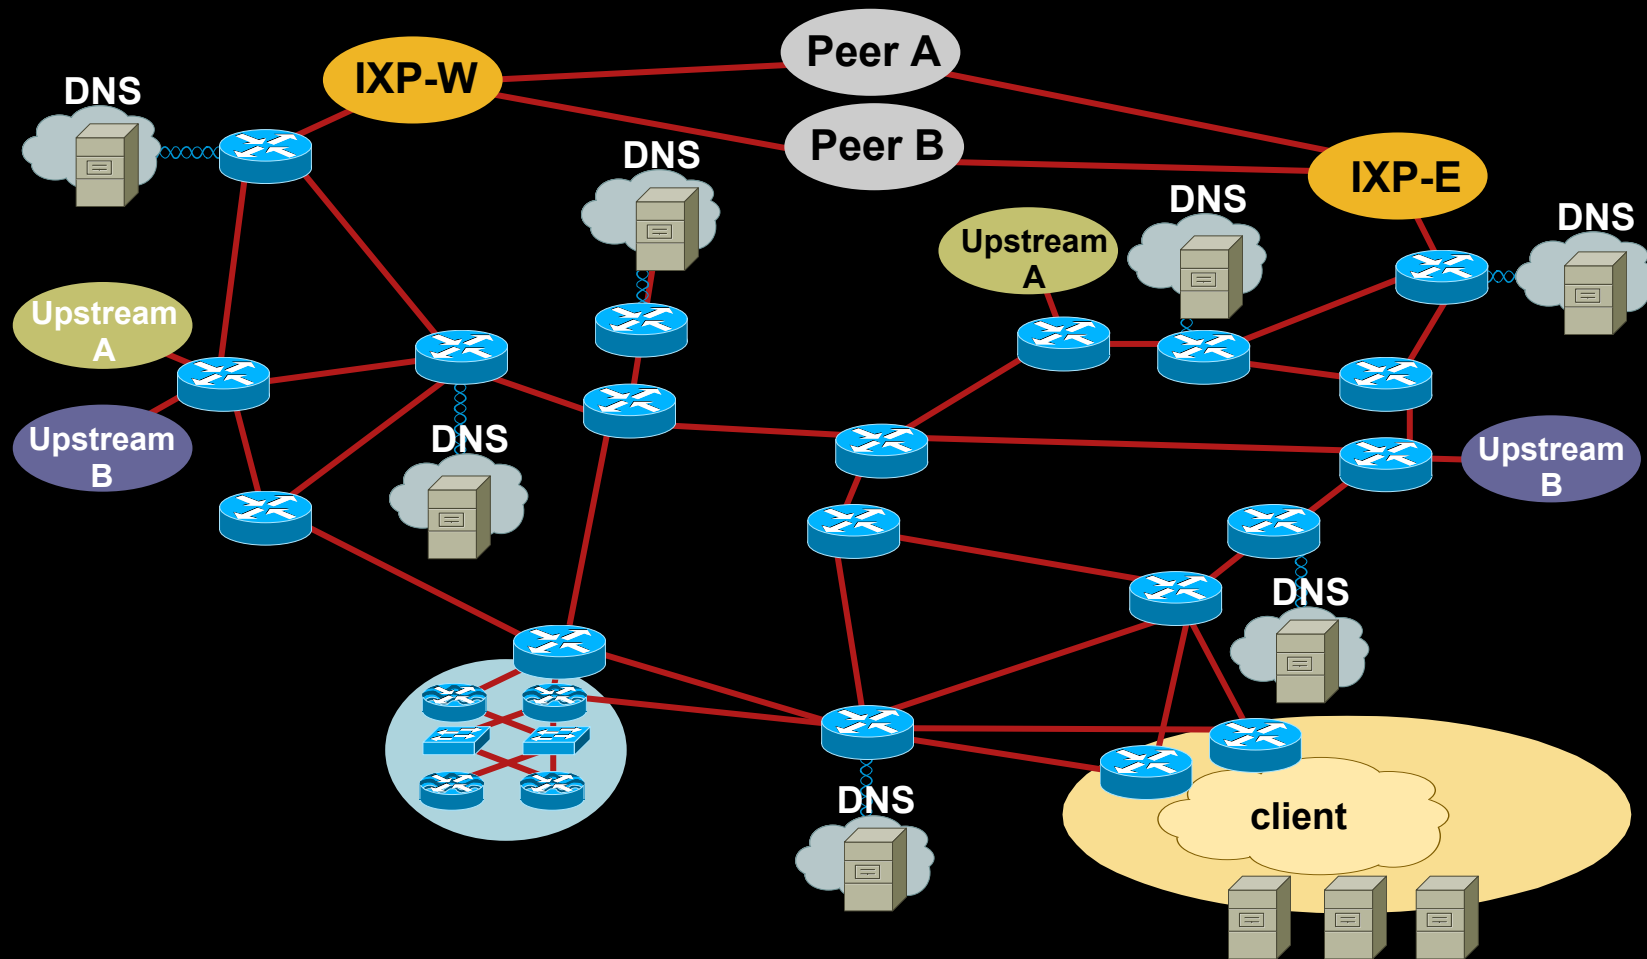 Peer A
IXP-W
DNS
Peer B
DNS
IXP-E
DNS
DNS
Upstream
A
Upstream
A
Upstream
B
DNS
Upstream
B
DNS
DNS
client